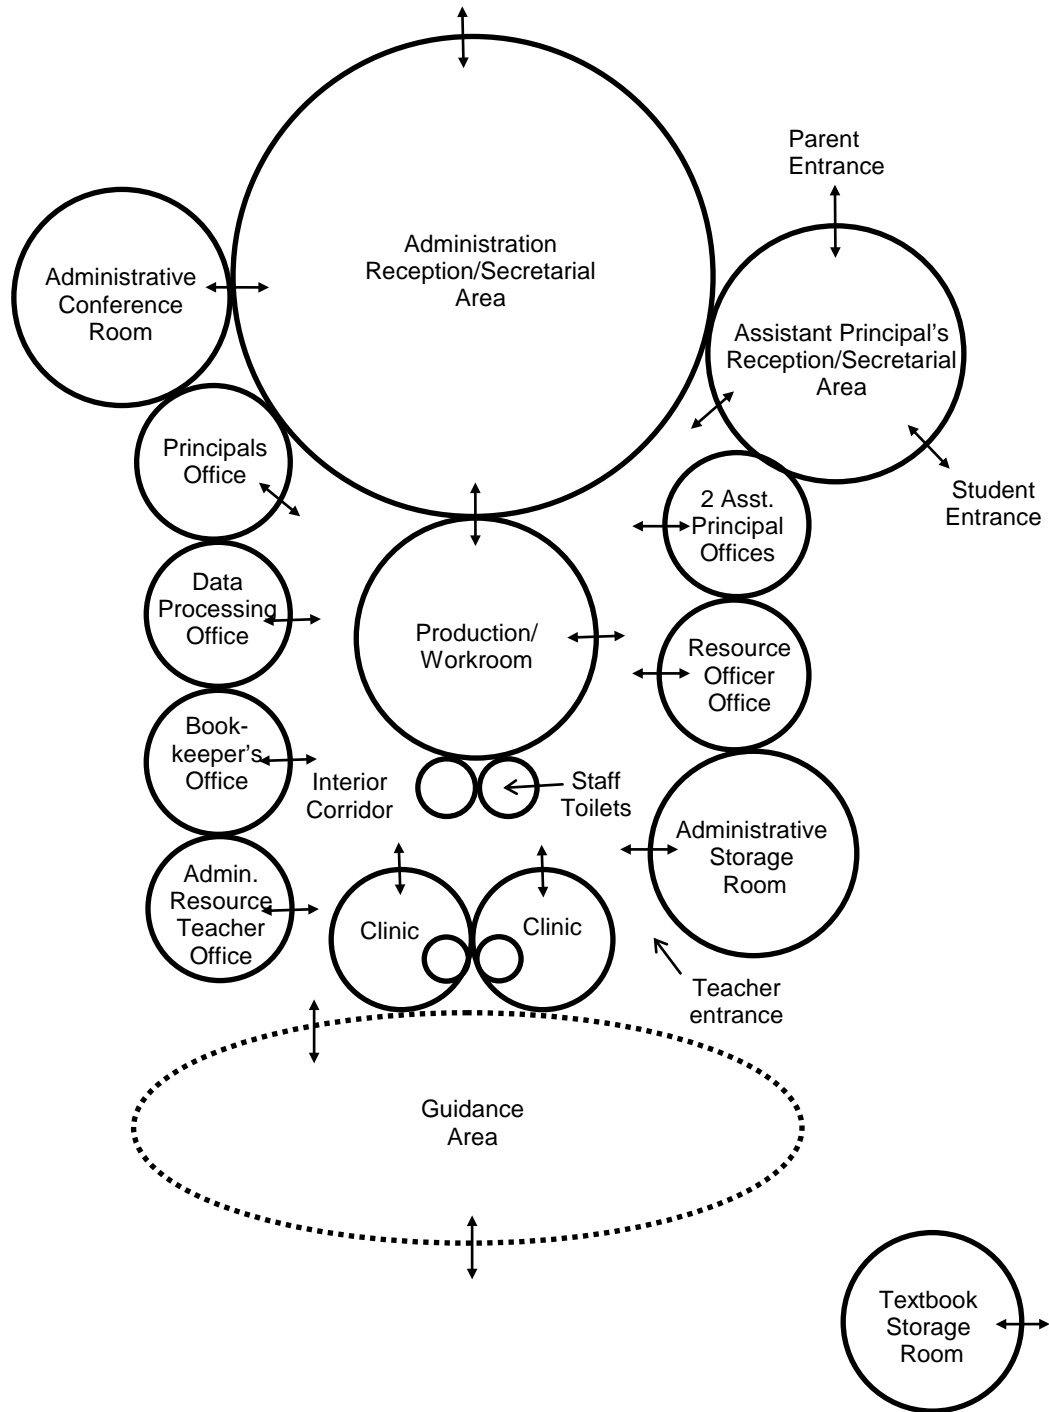 Parent
Entrance
Administration
Reception/Secretarial
Area
Administrative
Conference
Room
Assistant Principal's
Reception/Secretarial
Area
Principals
Office
Student
Entrance
2 Asst.
Principal
Offices
Data
Processing
Office
Production/
Workroom
Resource
Officer
Office
Book-
keeper's
Office
Interior
Corridor
Staff
Toilets
Administrative
Storage
Room
Admin.
Resource
Teacher
Office
Clinic
Clinic
Teacher
entrance
Guidance
Area
Textbook
Storage
Room